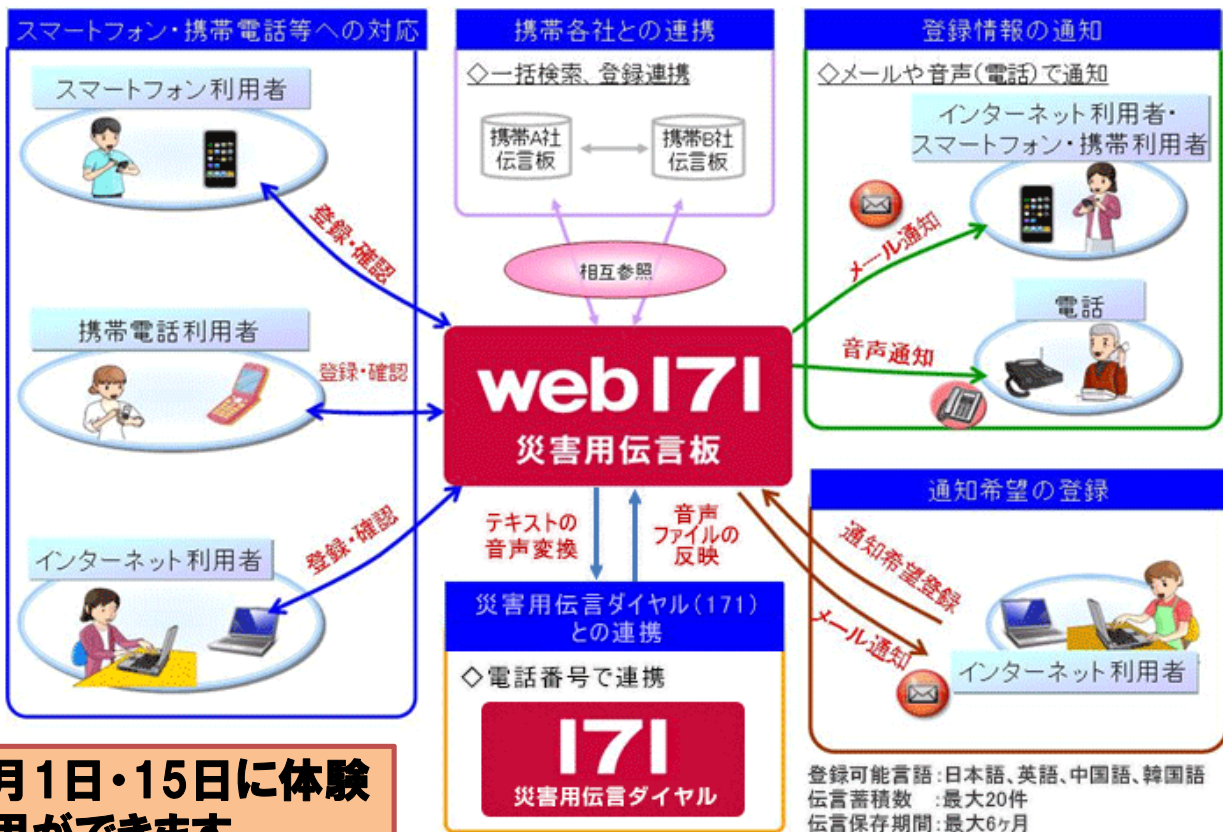 スマートフォン・携帯電話等への対応
スマートフォン利用者
登録・確認
携帯電話利用者
登録・確認
インターネット利用者
登録・確認
携帯各社との連携
◇一括検索、登録連携
携帯A社
伝言板
携帯B社
伝言板
相互参照
web171
災害用伝言板
テキストの
音声変換
音声
ファイルの
反映
災害用伝言ダイヤル(171)
との連携
◇電話番号で連携
171
災害用伝言ダイヤル
登録情報の通知
◇メールや音声(電話)で通知
インターネット利用者・
スマートフォン・携帯利用者
メール通知
電話
音声通知
通知希望の登録
通知希望登録
メール通知
インターネット利用者
登録可能言語:日本語、英語、中国語、韓国語
伝言蓄積数 :最大20件
伝言保存期間:最大6ヶ月
月1日・15日に体験
ができます